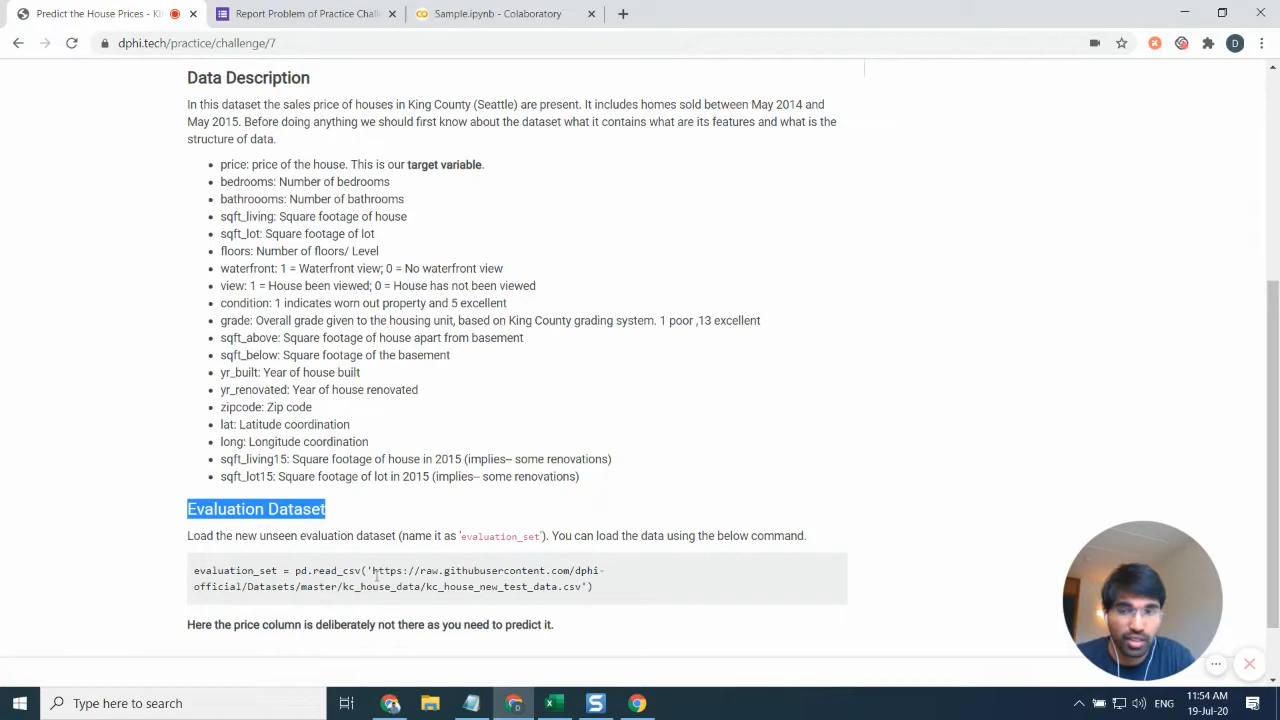 Predict the House Prices - Ki
Report Problem of Practice Chall
Sample.ipynb - Colaboratory
dphi.tech/practice/challenge/7
D
Data Description
In this dataset the sales price of houses in King County (Seattle) are present. It includes homes sold between May 2014 and
May 2015. Before doing anything we should first know about the dataset what it contains what are its features and what is the
structure of data.
price: price of the house. This is our target variable.
bedrooms: Number of bedrooms
bathroooms: Number of bathrooms
sqft_living: Square footage of house
sqft_lot: Square footage of lot
floors: Number of floors/ Level
waterfront: 1 = Waterfront view; 0 = No waterfront view
view: 1 = House been viewed; 0 = House has not been viewed
condition: 1 indicates worn out property and 5 excellent
grade: Overall grade given to the housing unit, based on King County grading system. 1 poor ,13 excellent
sqft_above: Square footage of house apart from basement
sqft_below: Square footage of the basement
yr_built: Year of house built
yr_renovated: Year of house renovated
zipcode: Zip code
lat: Latitude coordination
long: Longitude coordination
sqft_living15: Square footage of house in 2015 (implies-- some renovations)
sqft_lot15: Square footage of lot in 2015 (implies-- some renovations)
Evaluation Dataset
Load the new unseen evaluation dataset (name it as 'evaluation_set'). You can load the data using the below command.
evaluation_set = pd.read_csv('https://raw.githubusercontent.com/dphi-
official/Datasets/master/kc_house_data/kc_house_new_test_data.csv")
Here the price column is deliberately not there as you need to predict it.
Type here to search
ENG
11:54 AM
19-Jul-20